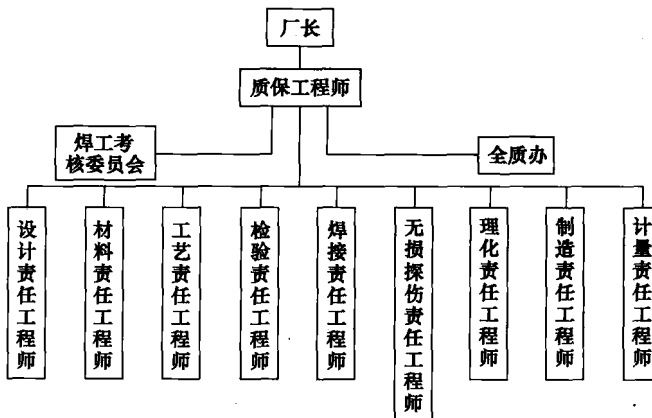 厂长
质保工程师
焊工考
核委员会
全质办
设计责任工程师
材料责任工程师
工艺责任工程师
检验责任工程师
焊接责任工程师
无损探伤责任工程师
理化责任工程师
制造责任工程师
计量责任工程师